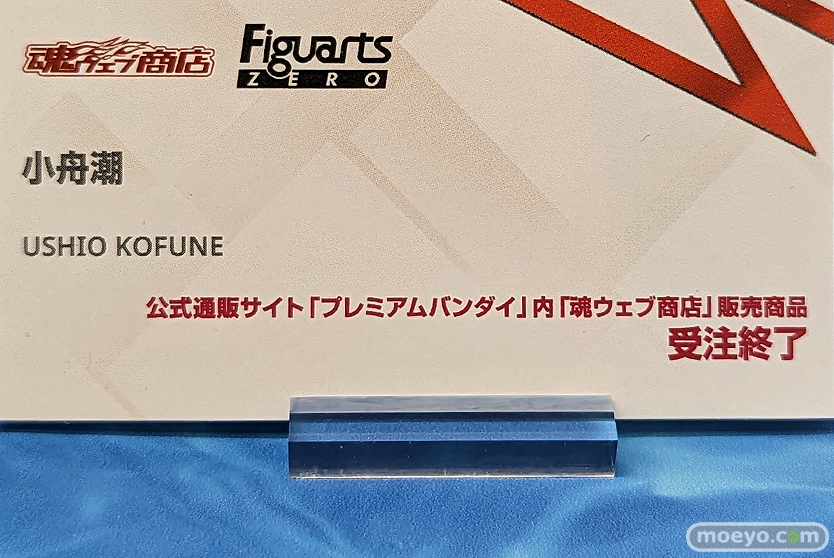 魂ウェブ商店
Figuarts
ZERO
小舟潮
USHIO KOFUNE
公式通販サイト「プレミアムバンダイ」内「魂ウェブ商店」販売商品
受注終了
moeyo.com